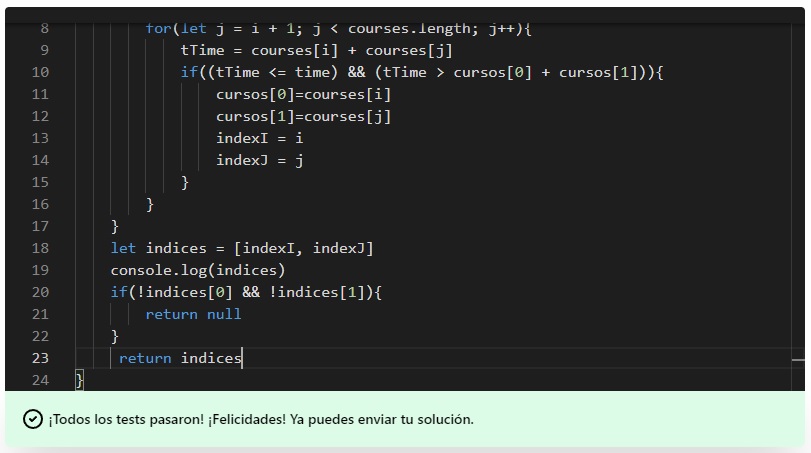 8 for(let j = i + 1; j < courses.length; j++){
9 tTime = courses[i] + courses[j]
10 if((tTime <= time) && (tTime > cursos[0] + cursos[1])){
11 cursos[0]=courses[i]
12 cursos[1]=courses[j]
13 indexI = i
14 indexJ = j
15 }
16 }
17 }
18 let indices = [indexI, indexJ]
19 console.log(indices)
20 if(!indices[0] && !indices[1]){
21 return null
22 }
23 return indices
24 }
¡Todos los tests pasaron! ¡Felicidades! Ya puedes enviar tu solución.